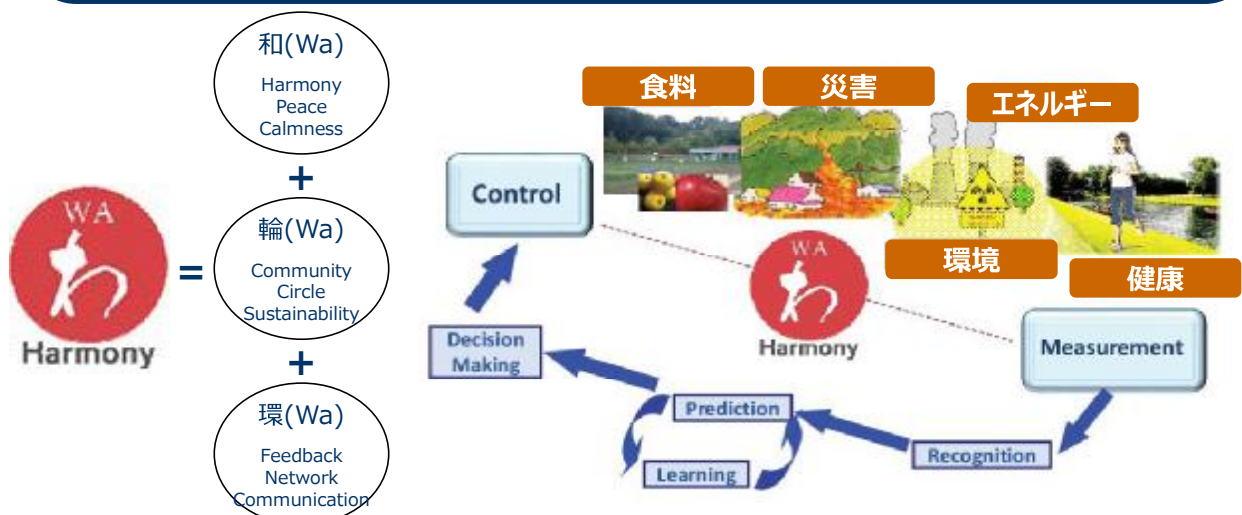 和(Wa)
Harmony
Peace
Calmness
+
輪(Wa)
Community
Circle
Sustainability
+
環(Wa)
Feedback
Network
Communication
=
WA
Harmony
食料
災害
エネルギー
環境
健康
Control
WA
Harmony
Measurement
Decision
Making
Prediction
Learning
Recognition